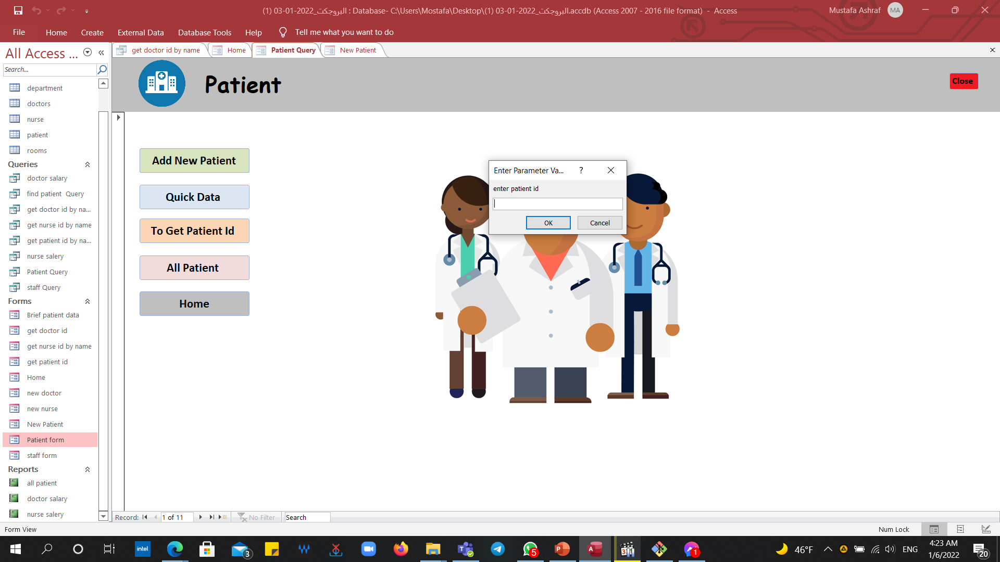 البروجكت_2022-01-03 (1) : Database- C:\Users\Mostafa\Desktop\البروجكت_2022-01-03 (1).accdb (Access 2007 - 2016 file format) - Access
Mustafa Ashraf
MA
File
Home
Create
External Data
Database Tools
Help
Tell me what you want to do
All Access ...
Search...
get doctor id by name
Home
Patient Query
New Patient
Patient
Close
department
doctors
nurse
patient
rooms
Queries
doctor salary
find patient Query
get doctor id by na...
get nurse id by name
get patient id by na...
nurse salery
Patient Query
staff Query
Forms
Brief patient data
get doctor id
get nurse id by name
get patient id
Home
new doctor
new nurse
New Patient
Patient form
staff form
Reports
all patient
doctor salary
nurse salery
Add New Patient
Quick Data
To Get Patient Id
All Patient
Home
Enter Parameter Va...
?
enter patient id
OK
Cancel
Record:
1 of 11
No Filter
Search
Form View
Num Lock
intel
3
5
1
46°F
ENG
4:23 AM
1/6/2022
20